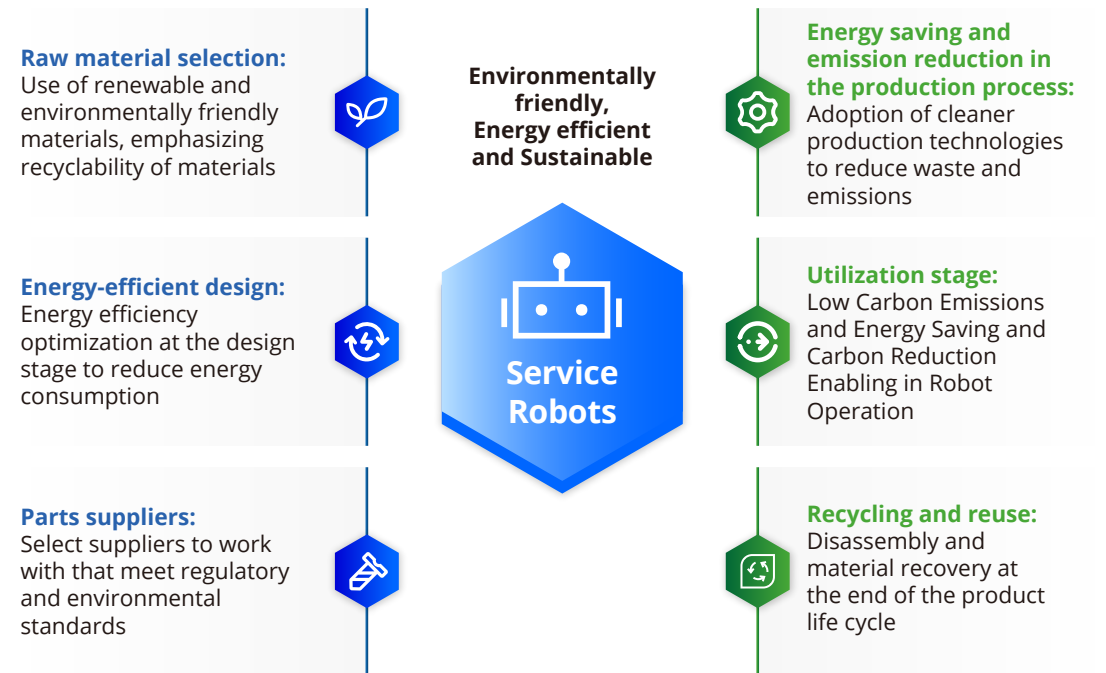 Raw material selection:
Use of renewable and
environmentally friendly
materials, emphasizing
recyclability of materials
Energy-efficient design:
Energy efficiency
optimization at the design
stage to reduce energy
consumption
Parts suppliers:
Select suppliers to work
with that meet regulatory
and environmental
standards
Environmentally
friendly,
Energy efficient
and Sustainable
Service
Robots
Energy saving and
emission reduction in
the production process:
Adoption of cleaner
production technologies
to reduce waste and
emissions
Utilization stage:
Low Carbon Emissions
and Energy Saving and
Carbon Reduction
Enabling in Robot
Operation
Recycling and reuse:
Disassembly and
material recovery at
the end of the product
life cycle